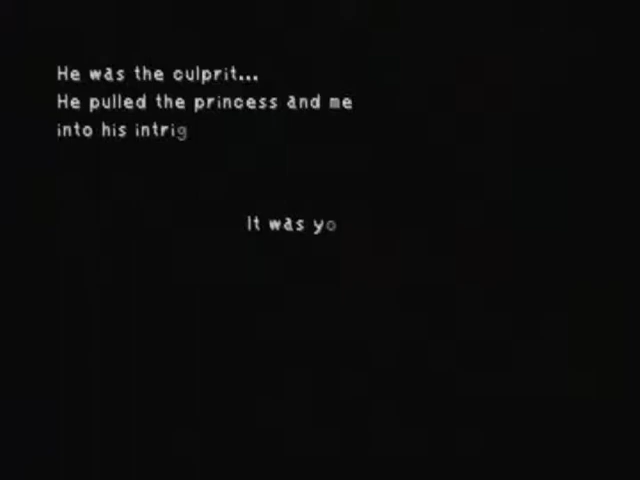 He was the culprit...
He pulled the princess and me
into his intrig
It was yo